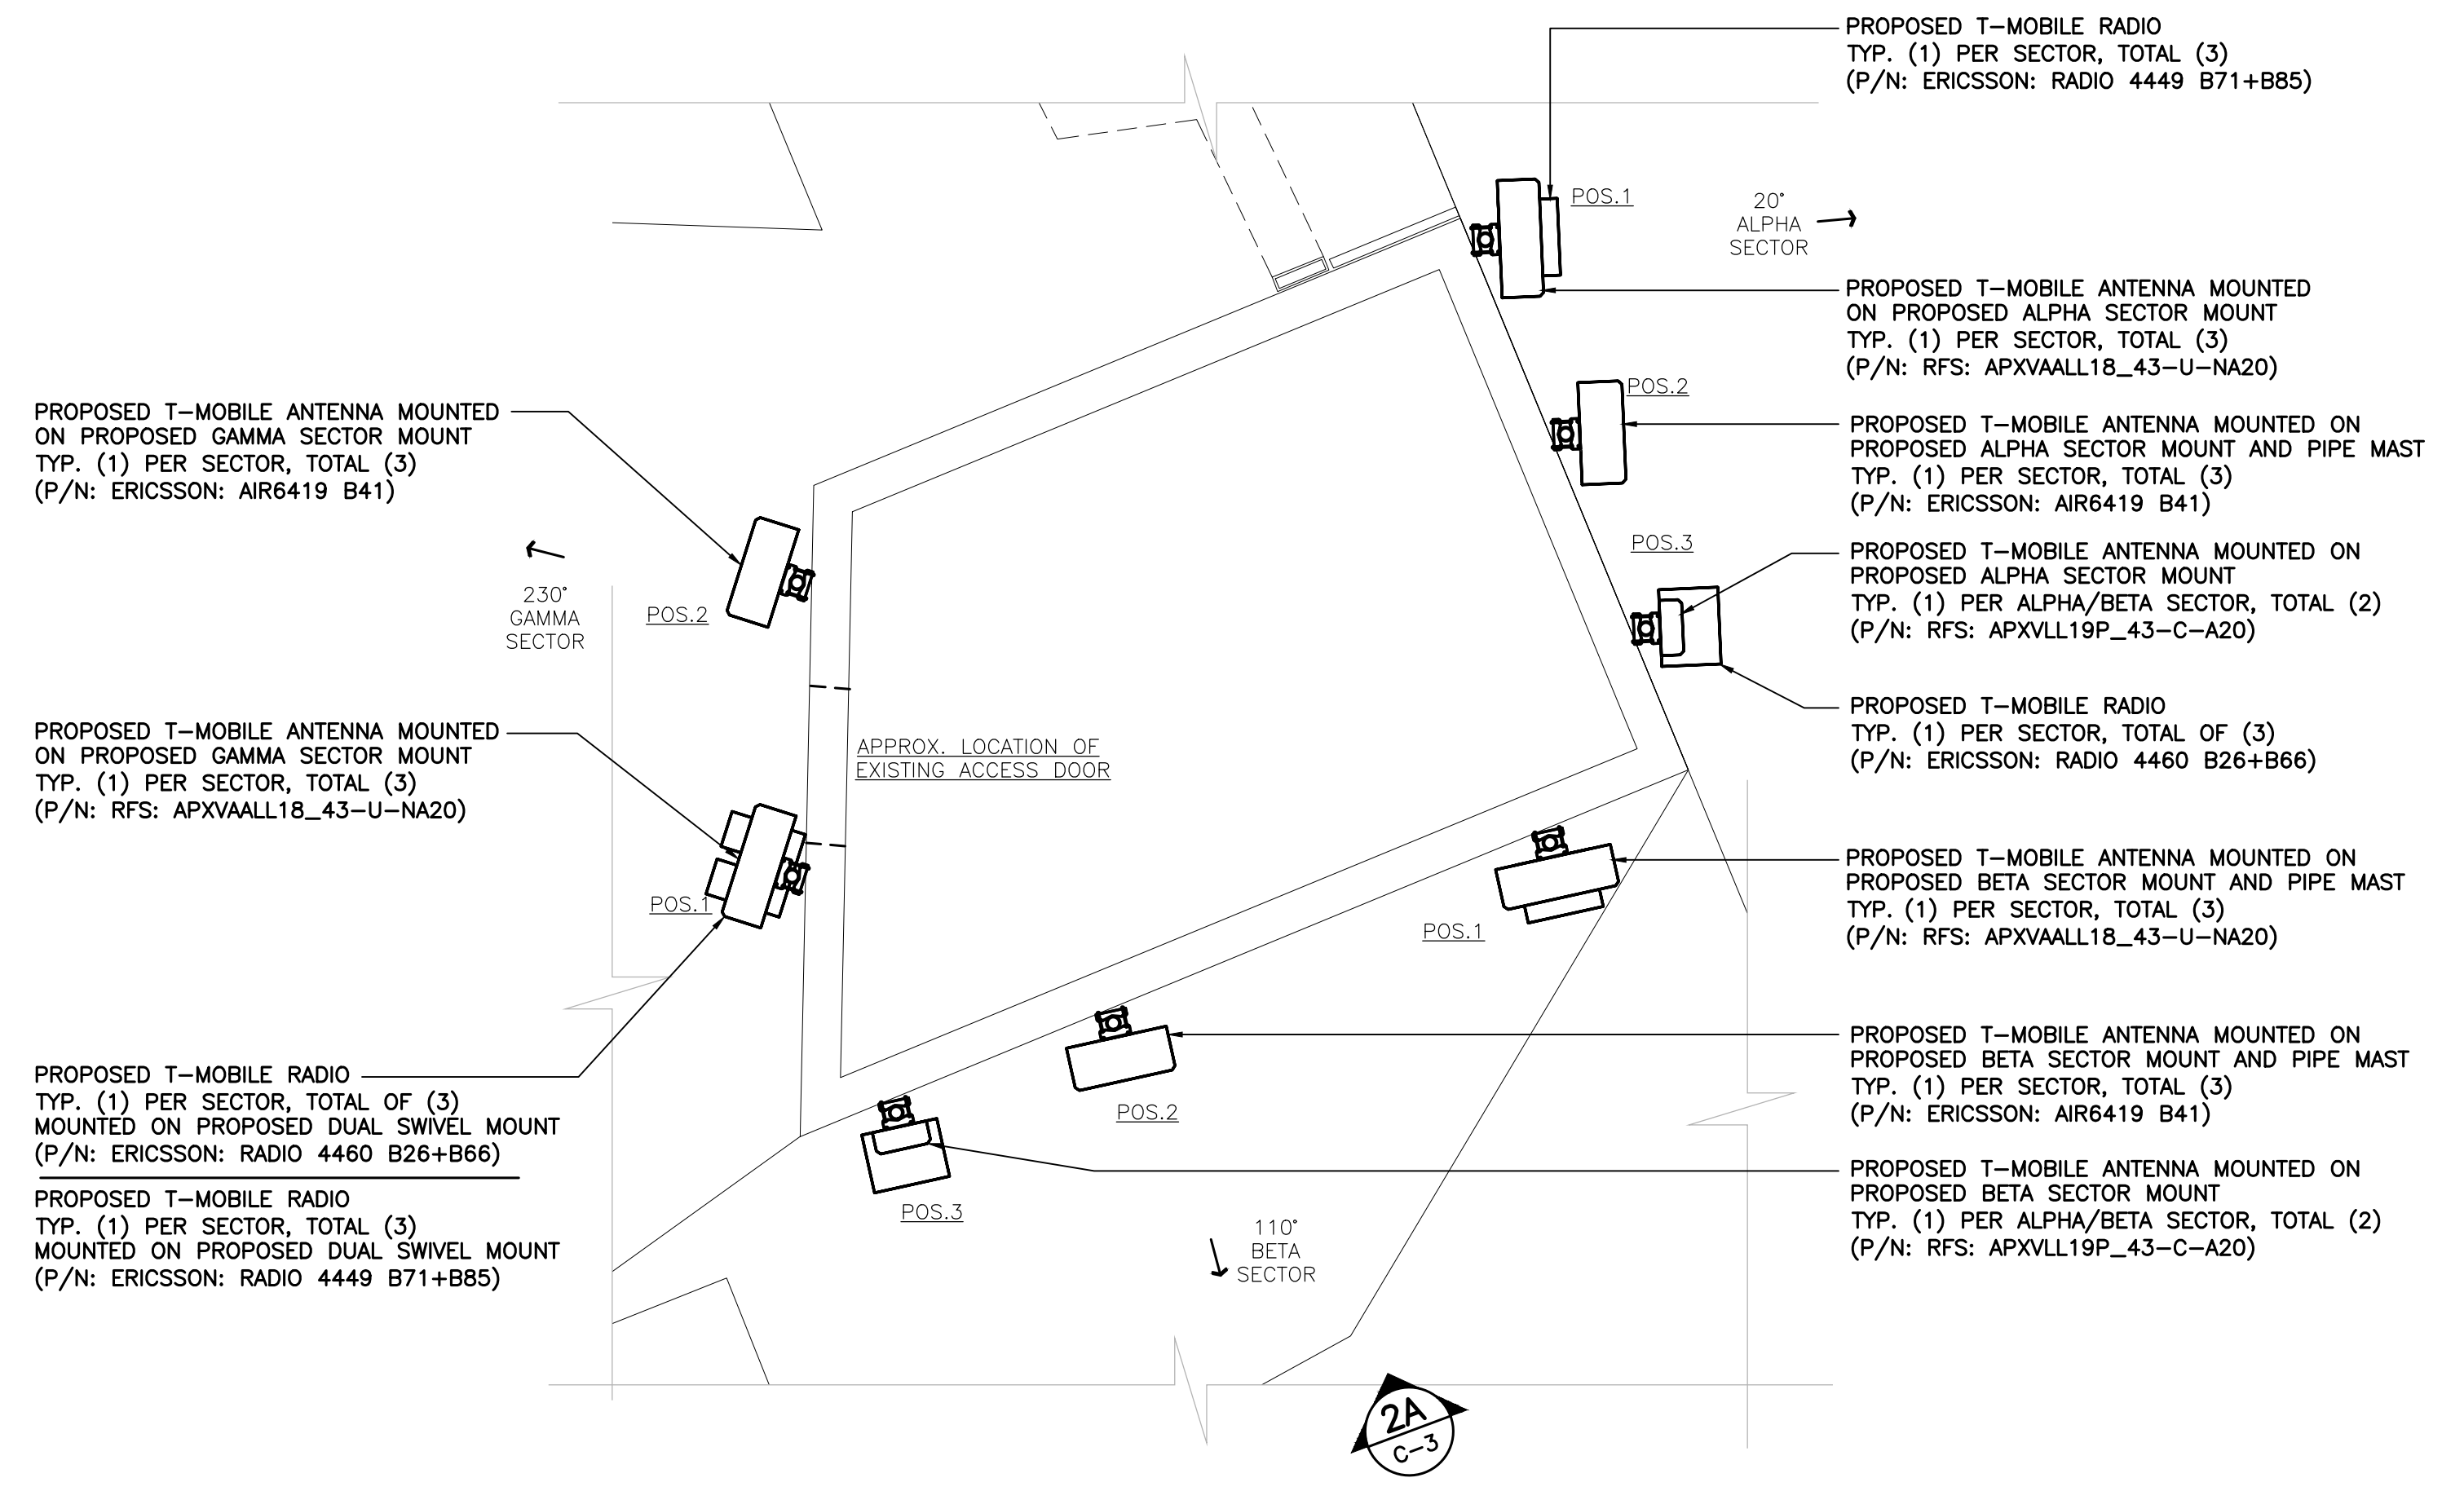 PROPOSED T-MOBILE RADIO
TYP. (1) PER SECTOR, TOTAL (3)
(P/N: ERICSSON: RADIO 4449 B71+B85)
POS.1
20°
ALPHA
SECTOR
PROPOSED T-MOBILE ANTENNA MOUNTED
ON PROPOSED ALPHA SECTOR MOUNT
TYP. (1) PER SECTOR, TOTAL (3)
(P/N: RFS: APXVAALL18_43-U-NA20)
POS.2
PROPOSED T-MOBILE ANTENNA MOUNTED ON
PROPOSED ALPHA SECTOR MOUNT AND PIPE MAST
TYP. (1) PER SECTOR, TOTAL (3)
(P/N: ERICSSON: AIR6419 B41)
POS.3
PROPOSED T-MOBILE ANTENNA MOUNTED ON
PROPOSED ALPHA SECTOR MOUNT
TYP. (1) PER ALPHA/BETA SECTOR, TOTAL (2)
(P/N: RFS: APXVLL19P_43-C-A20)
PROPOSED T-MOBILE RADIO
TYP. (1) PER SECTOR, TOTAL OF (3)
(P/N: ERICSSON: RADIO 4460 B26+B66)
PROPOSED T-MOBILE ANTENNA MOUNTED
ON PROPOSED GAMMA SECTOR MOUNT
TYP. (1) PER SECTOR, TOTAL (3)
(P/N: ERICSSON: AIR6419 B41)
230°
GAMMA
SECTOR
POS.2
PROPOSED T-MOBILE ANTENNA MOUNTED
ON PROPOSED GAMMA SECTOR MOUNT
TYP. (1) PER SECTOR, TOTAL (3)
(P/N: RFS: APXVAALL18_43-U-NA20)
APPROX. LOCATION OF
EXISTING ACCESS DOOR
POS.1
PROPOSED T-MOBILE ANTENNA MOUNTED ON
PROPOSED BETA SECTOR MOUNT AND PIPE MAST
TYP. (1) PER SECTOR, TOTAL (3)
(P/N: RFS: APXVAALL18_43-U-NA20)
POS.1
PROPOSED T-MOBILE ANTENNA MOUNTED ON
PROPOSED BETA SECTOR MOUNT AND PIPE MAST
TYP. (1) PER SECTOR, TOTAL (3)
(P/N: ERICSSON: AIR6419 B41)
POS.2
PROPOSED T-MOBILE RADIO
TYP. (1) PER SECTOR, TOTAL OF (3)
MOUNTED ON PROPOSED DUAL SWIVEL MOUNT
(P/N: ERICSSON: RADIO 4460 B26+B66)
PROPOSED T-MOBILE RADIO
TYP. (1) PER SECTOR, TOTAL (3)
MOUNTED ON PROPOSED DUAL SWIVEL MOUNT
(P/N: ERICSSON: RADIO 4449 B71+B85)
PROPOSED T-MOBILE ANTENNA MOUNTED ON
PROPOSED BETA SECTOR MOUNT
TYP. (1) PER ALPHA/BETA SECTOR, TOTAL (2)
(P/N: RFS: APXVLL19P_43-C-A20)
POS.3
110°
BETA
SECTOR
2A
C-3